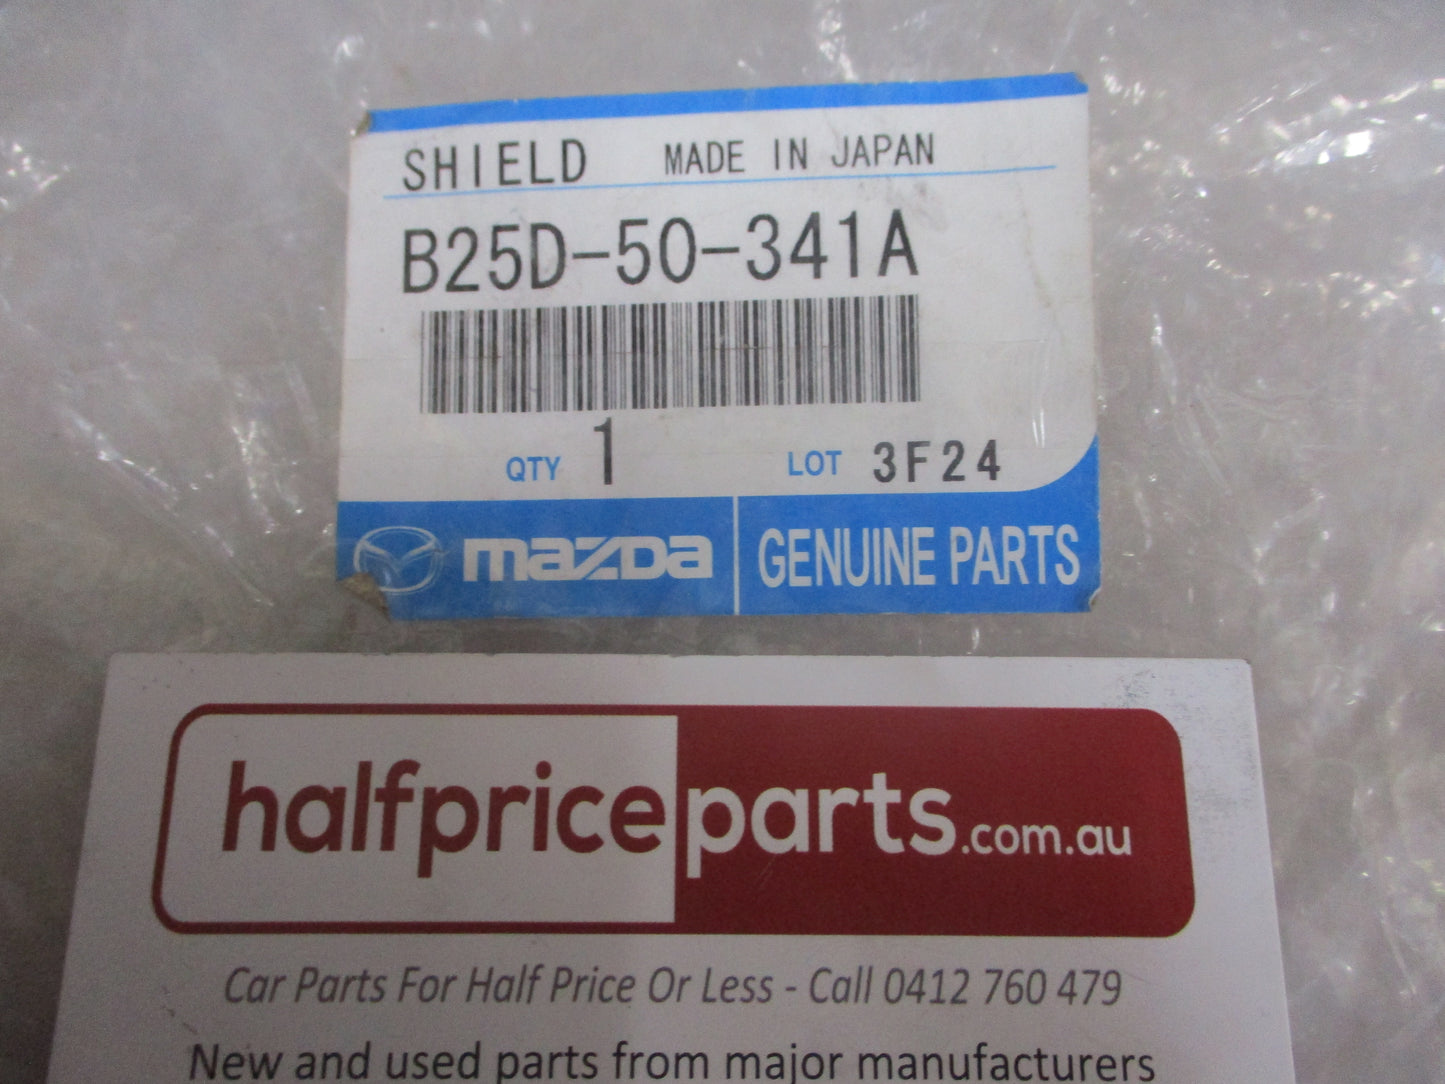 SHIELD MADE IN JAPAN
B25D-50-341A
QTY 1 LOT 3F24
mazda GENUINE PARTS
halfpriceparts.com.au
Car Parts For Half Price Or Less - Call 0412 760 479
New and used parts from major manufacturers